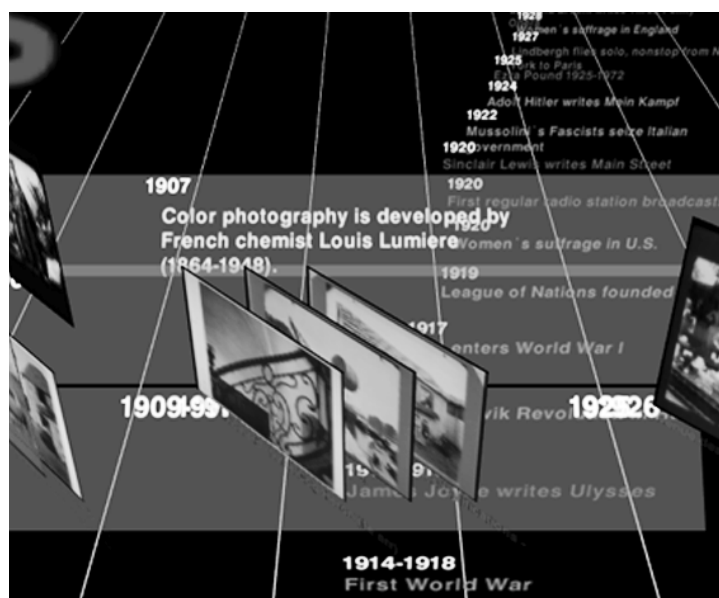 1928
Women`s suffrage in England
1927
Lindbergh flies solo, nonstop from
York to Paris
1925
Ezra Pound 1925-1972
1924
Adolf Hitler writes Mein Kampf
1922
Mussolini`s Fascists seize Italian
government
1920
Sinclair Lewis writes Main Street
1920
First regular radio station broadcast
1920
Women`s suffrage in U.S.
1919
League of Nations founded
1907
Color photography is developed by
French chemist Louis Lumiere
(1864-1948).
1917
enters World War I
vik Revol
1909
1926
James Joyce writes Ulysses
1914-1918
First World War